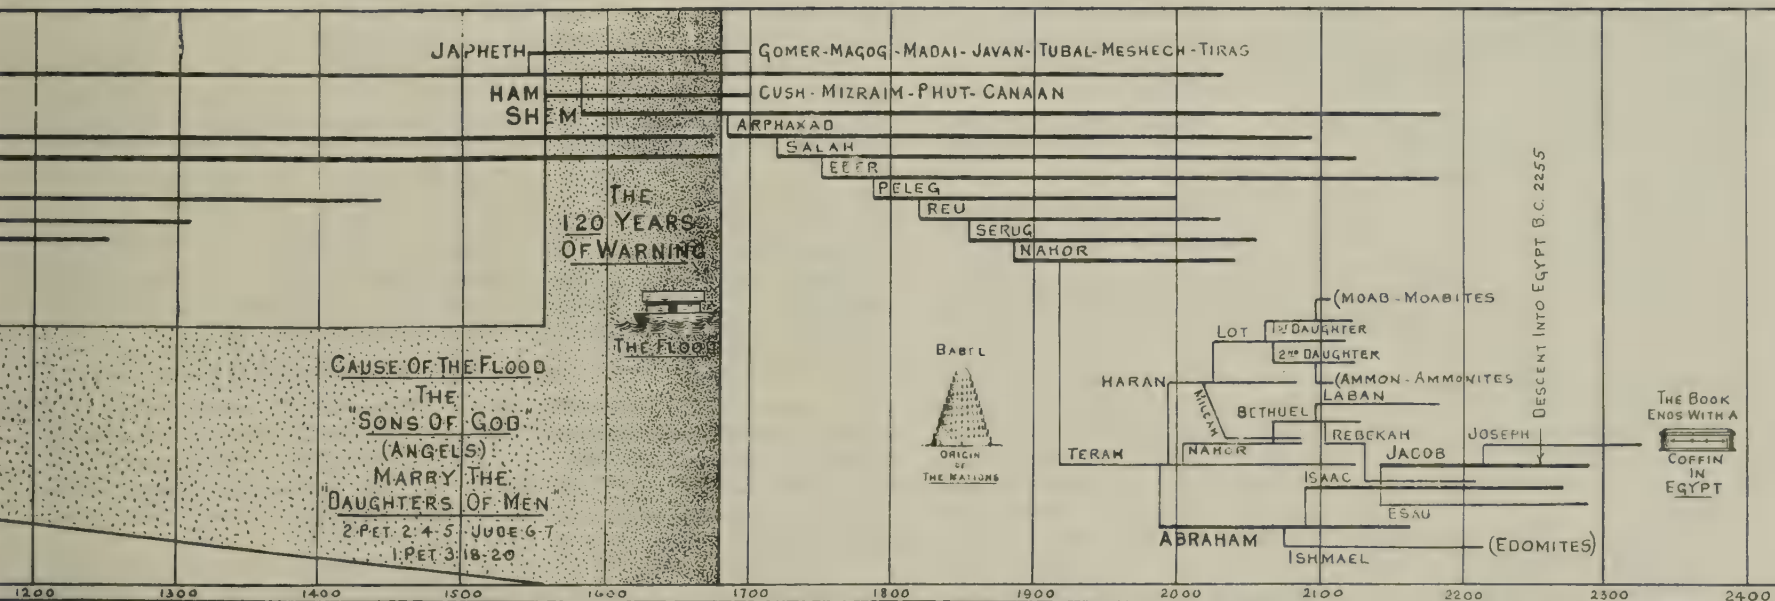 JAPHETH
GOMER-MAGOG-MADAI-JAVAN-TUBAL-MESHECH-TIRAS
HAM
CUSH-MIZRAIM-PHUT-CANAAN
SHEM
ARPHAXAD
SALAH
EBER
PELEG
REU
SERUG
NAHOR
THE
120 YEARS
OF WARNING
THE FLOOD
CAUSE OF THE FLOOD
THE
"SONS OF GOD"
(ANGELS)
MARRY THE
"DAUGHTERS OF MEN"
2 PET 2:4-5 JUDE 6-7
1 PET 3:18-20
BABEL
ORIGIN
OF
THE NATIONS
TERAH
HARAN
LOT
1ST DAUGHTER
2ND DAUGHTER
(MOAB-MOABITES
(AMMON-AMMONITES
MILCAH
NAHOR
BETHUEL
LABAN
REBEKAH
ISAAC
JACOB
ESAU
JOSEPH
ABRAHAM
ISHMAEL
(EDOMITES)
DESCENT INTO EGYPT B.C. 2255
THE BOOK
ENDS WITH A
COFFIN
IN
EGYPT
1200 1300 1400 1500 1600 1700 1800 1900 2000 2100 2200 2300 2400